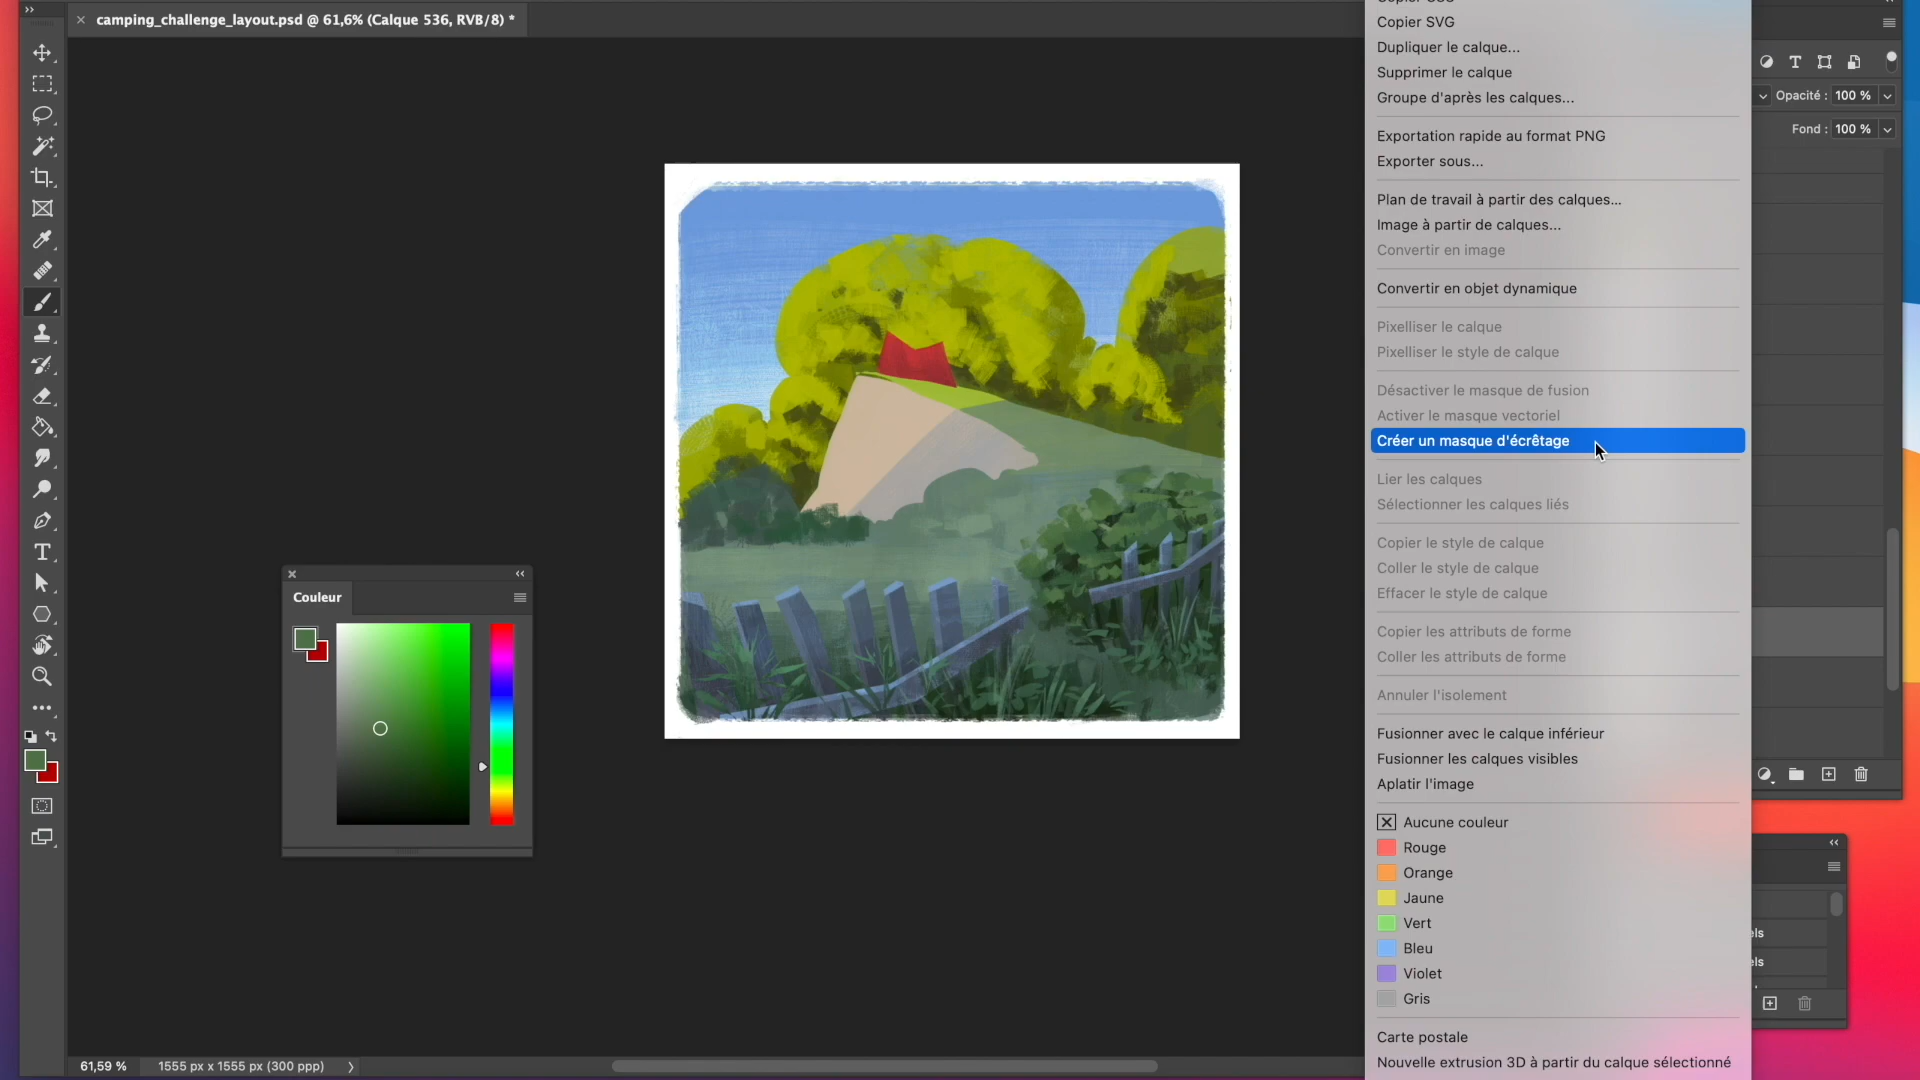 camping_challenge_layout.psd @ 61,6% (Calque 536, RVB/8) *
Copier SVG
Dupliquer le calque...
Supprimer le calque
Groupe d'après les calques...
Opacité : 100 %
Fond : 100 %
Exportation rapide au format PNG
Exporter sous...
Plan de travail à partir des calques...
Image à partir de calques...
Convertir en image
Convertir en objet dynamique
Pixelliser le calque
Pixelliser le style de calque
Désactiver le masque de fusion
Activer le masque vectoriel
Créer un masque d'écrêtage
Lier les calques
Sélectionner les calques liés
Copier le style de calque
Coller le style de calque
Effacer le style de calque
Copier les attributs de forme
Coller les attributs de forme
Annuler l'isolement
Fusionner avec le calque inférieur
Fusionner les calques visibles
Aplatir l'image
Aucune couleur
Rouge
Orange
Jaune
Vert
Bleu
Violet
Gris
Carte postale
Nouvelle extrusion 3D à partir du calque sélectionné
Couleur
els
els
61,59 %
1555 px x 1555 px (300 ppp)